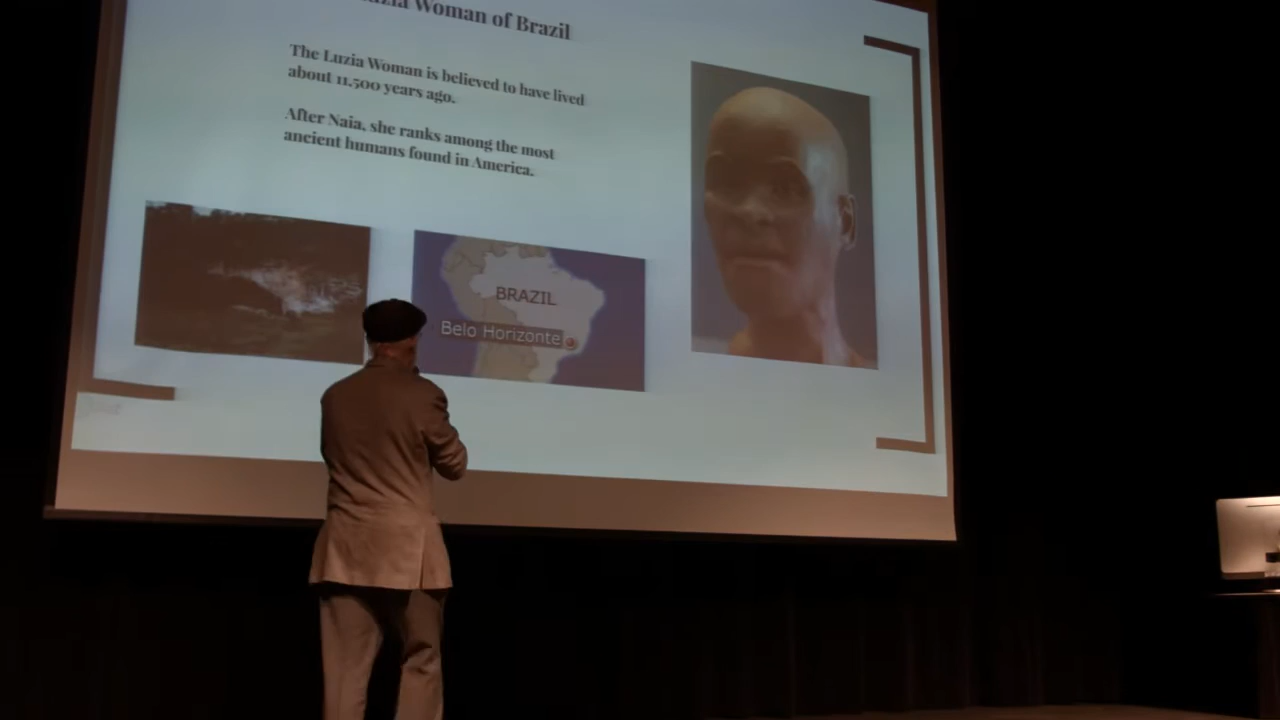 Luzia Woman of Brazil
The Luzia Woman is believed to have lived
about 11,500 years ago.
After Naia, she ranks among the most
ancient humans found in America.
BRAZIL
Belo Horizonte